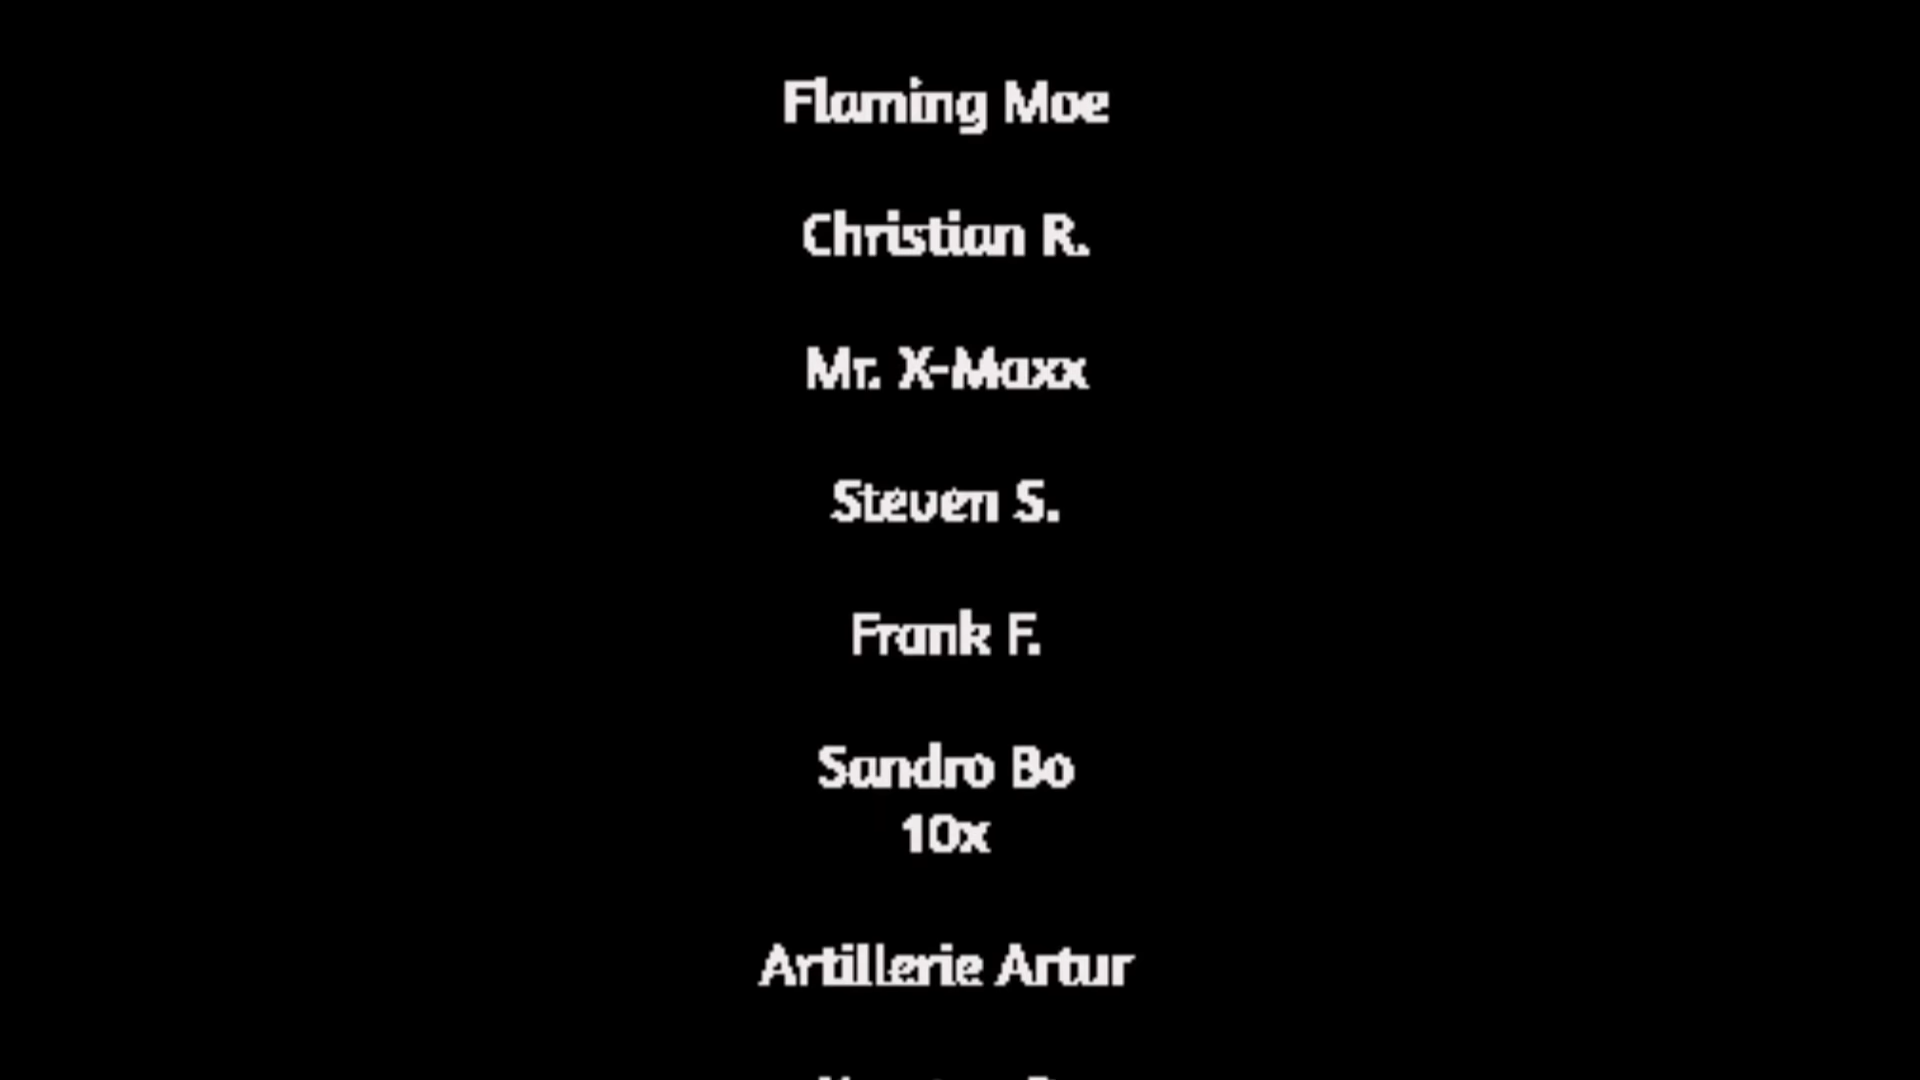 Flaming Moe
Christian R.
Mr. X-Maxx
Steven S.
Frank F.
Sandro Bo
10x
Artillerie Artur